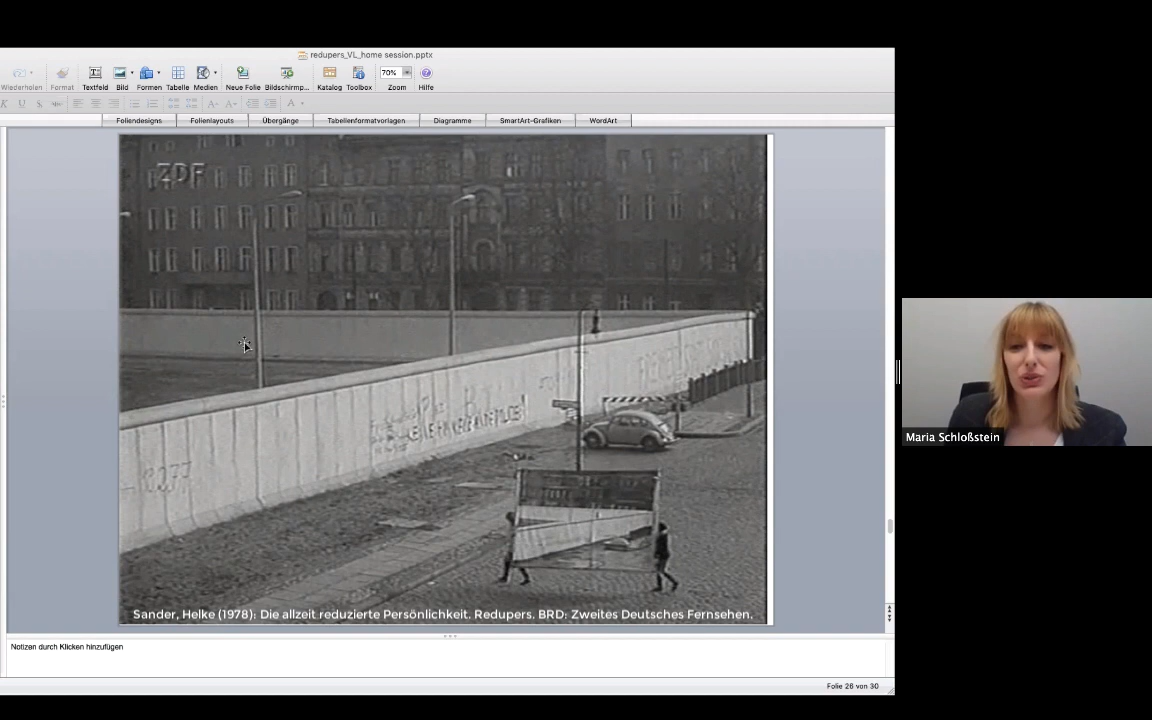 redupers_VL_home session.pptx
70%
Wiederholen Format Textfeld Bild Formen Tabelle Medien Neue Folie Bildschirmp... Katalog Toolbox Zoom Hilfe
Foliendesigns Folienlayouts Übergänge Tabellenformatvorlagen Diagramme SmartArt-Grafiken WordArt
ZDF
Maria Schloßstein
Sander, Helke (1978): Die allzeit reduzierte Persönlichkeit. Redupers. BRD: Zweites Deutsches Fernsehen.
Notizen durch Klicken hinzufügen
Folie 26 von 30